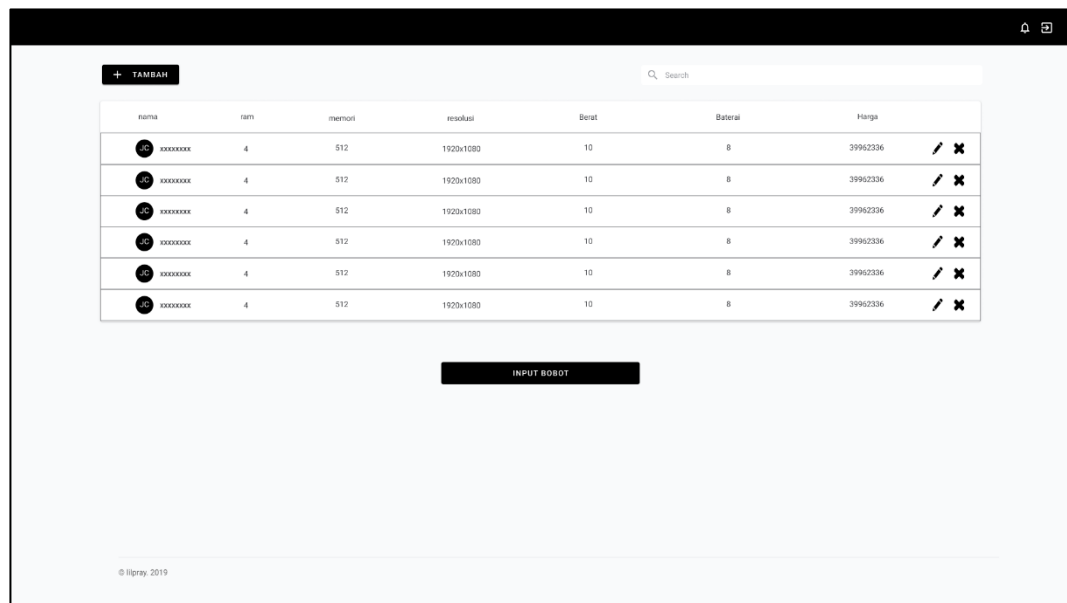 + TAMBAH
Search
nama ram memori resolusi Berat Baterai Harga
JC xxxxxxxx 4 512 1920x1080 10 8 39962336
JC xxxxxxxx 4 512 1920x1080 10 8 39962336
JC xxxxxxxx 4 512 1920x1080 10 8 39962336
JC xxxxxxxx 4 512 1920x1080 10 8 39962336
JC xxxxxxxx 4 512 1920x1080 10 8 39962336
JC xxxxxxxx 4 512 1920x1080 10 8 39962336
INPUT BOBOT
© lilpray. 2019